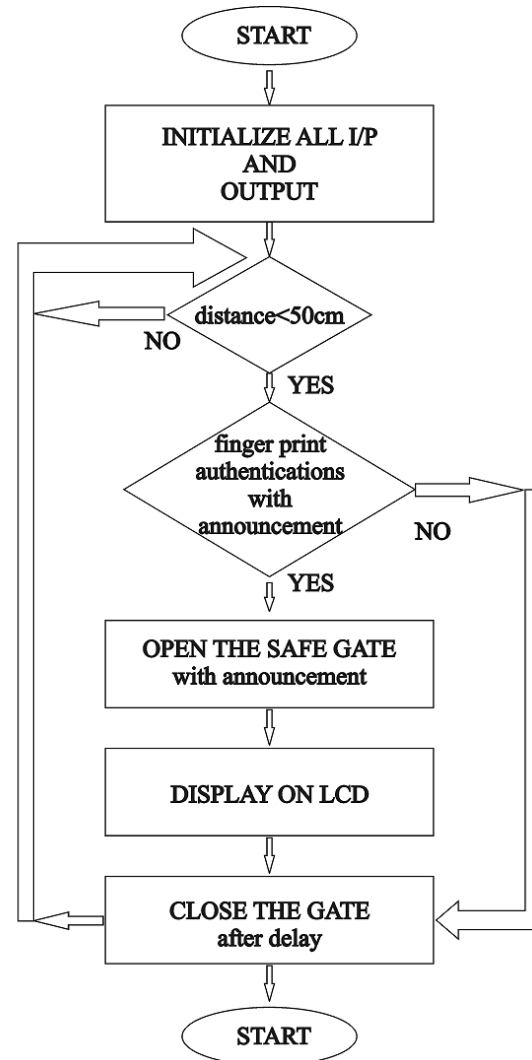 START
INITIALIZE ALL I/P
AND
OUTPUT
distance<50cm
NO
YES
finger print
authentications
with
announcement
NO
YES
OPEN THE SAFE GATE
with announcement
DISPLAY ON LCD
CLOSE THE GATE
after delay
START